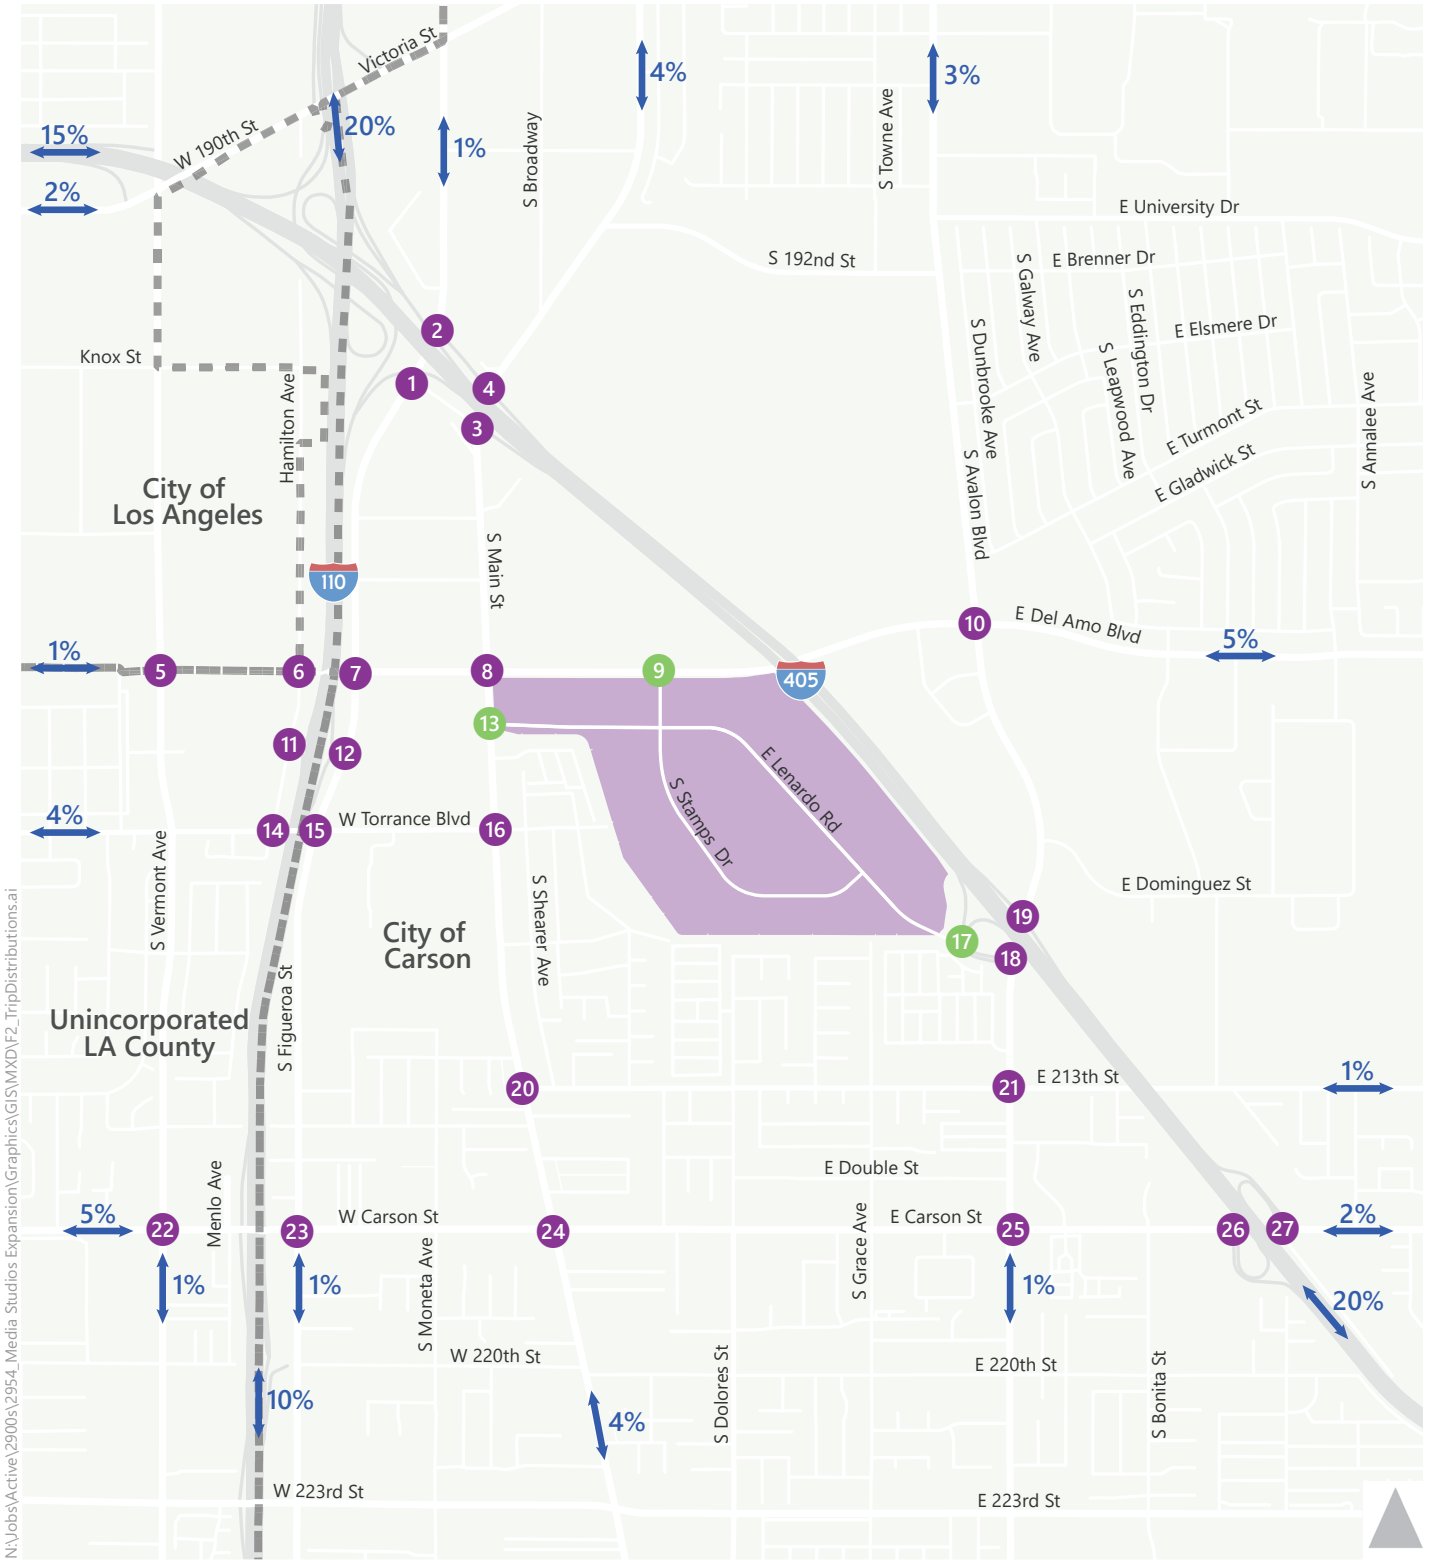 Victoria St
4%
3%
20%
15%
W 190th St
1%
S Broadway
S Towne Ave
2%
E University Dr
S 192nd St
E Brenner Dr
S Galway Ave
S Eddington Dr
E Elsmere Dr
2
S Dunbrooke Ave
S Leapwood Ave
Knox St
Hamilton Ave
1
4
3
S Annalee Ave
E Turmont St
E Gladwick St
S Avalon Blvd
City of
Los Angeles
110
S Main St
10
E Del Amo Blvd
5%
1%
5
6
7
8
9
405
13
11
12
E Lenardo Rd
S Stamps Dr
4%
14
15
W Torrance Blvd
16
S Vermont Ave
S Shearer Ave
E Dominguez St
City of
Carson
19
17
18
Unincorporated
LA County
S Figueroa St
20
21
E 213th St
1%
Menlo Ave
E Double St
5%
22
23
W Carson St
24
S Grace Ave
E Carson St
25
26
27
2%
1%
1%
S Moneta Ave
1%
20%
W 220th St
S Dolores St
E 220th St
S Bonita St
10%
4%
W 223rd St
E 223rd St
N:\Jobs\Active\2900s\2954_Media Studios Expansion\Graphics\GIS\MXD\F2_TripDistributions.ai